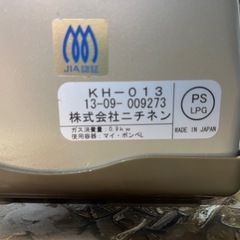 JIA認証
KH-013
13-09-009273
株式会社ニチネン
ガス消費量:0.9kW
使用容器:マイ・ボンベL
PS
LPG
MADE IN JAPAN